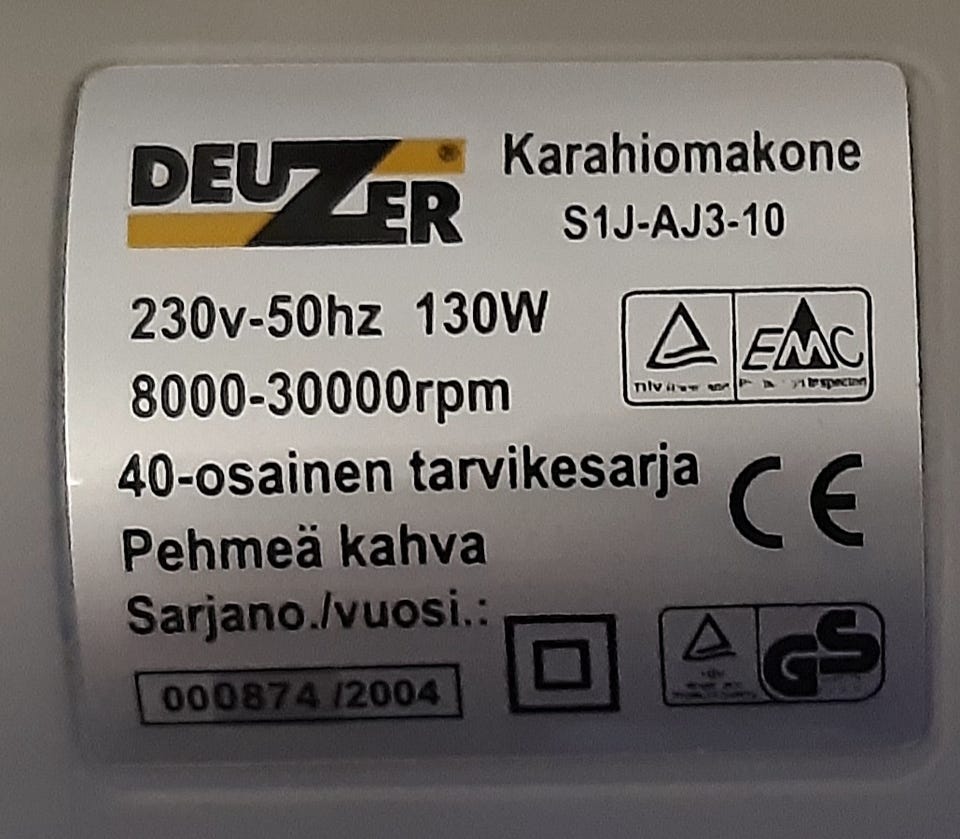 DEUZER®
Karahiomakone
S1J-AJ3-10
230v-50hz 130W
8000-30000rpm
EMC
40-osainen tarvikesarja
CE
Pehmeä kahva
Sarjano./vuosi.:
000874 /2004
GS